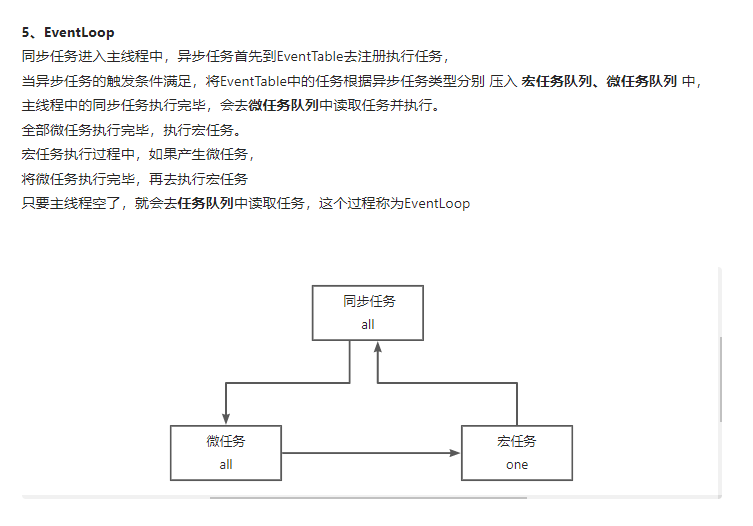 5、EventLoop
同步任务进入主线程中，异步任务首先到EventTable去注册执行任务，
当异步任务的触发条件满足，将EventTable中的任务根据异步任务类型分别 压入 宏任务队列、微任务队列 中，
主线程中的同步任务执行完毕，会去微任务队列中读取任务并执行。
全部微任务执行完毕，执行宏任务。
宏任务执行过程中，如果产生微任务，
将微任务执行完毕，再去执行宏任务
只要主线程空了，就会去任务队列中读取任务，这个过程称为EventLoop
同步任务
all
微任务
all
宏任务
one